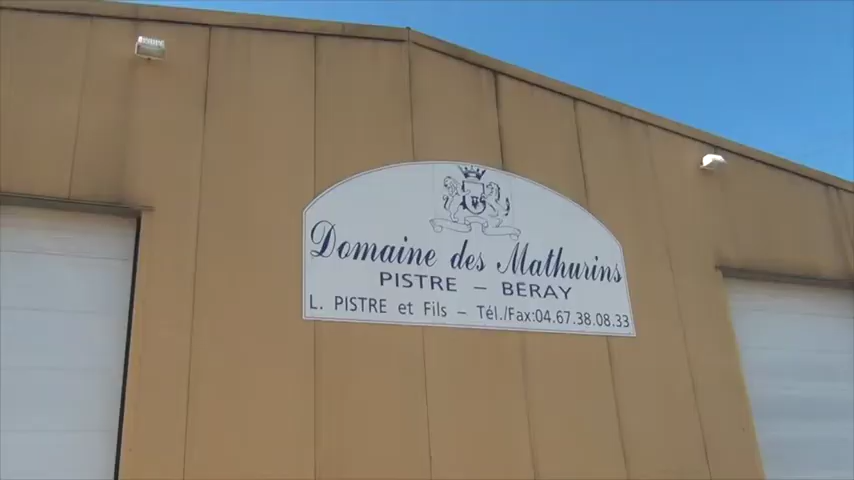 Domaine des Mathurins
PISTRE – BERAY
L. PISTRE et Fils – Tél./Fax:04.67.38.08.33